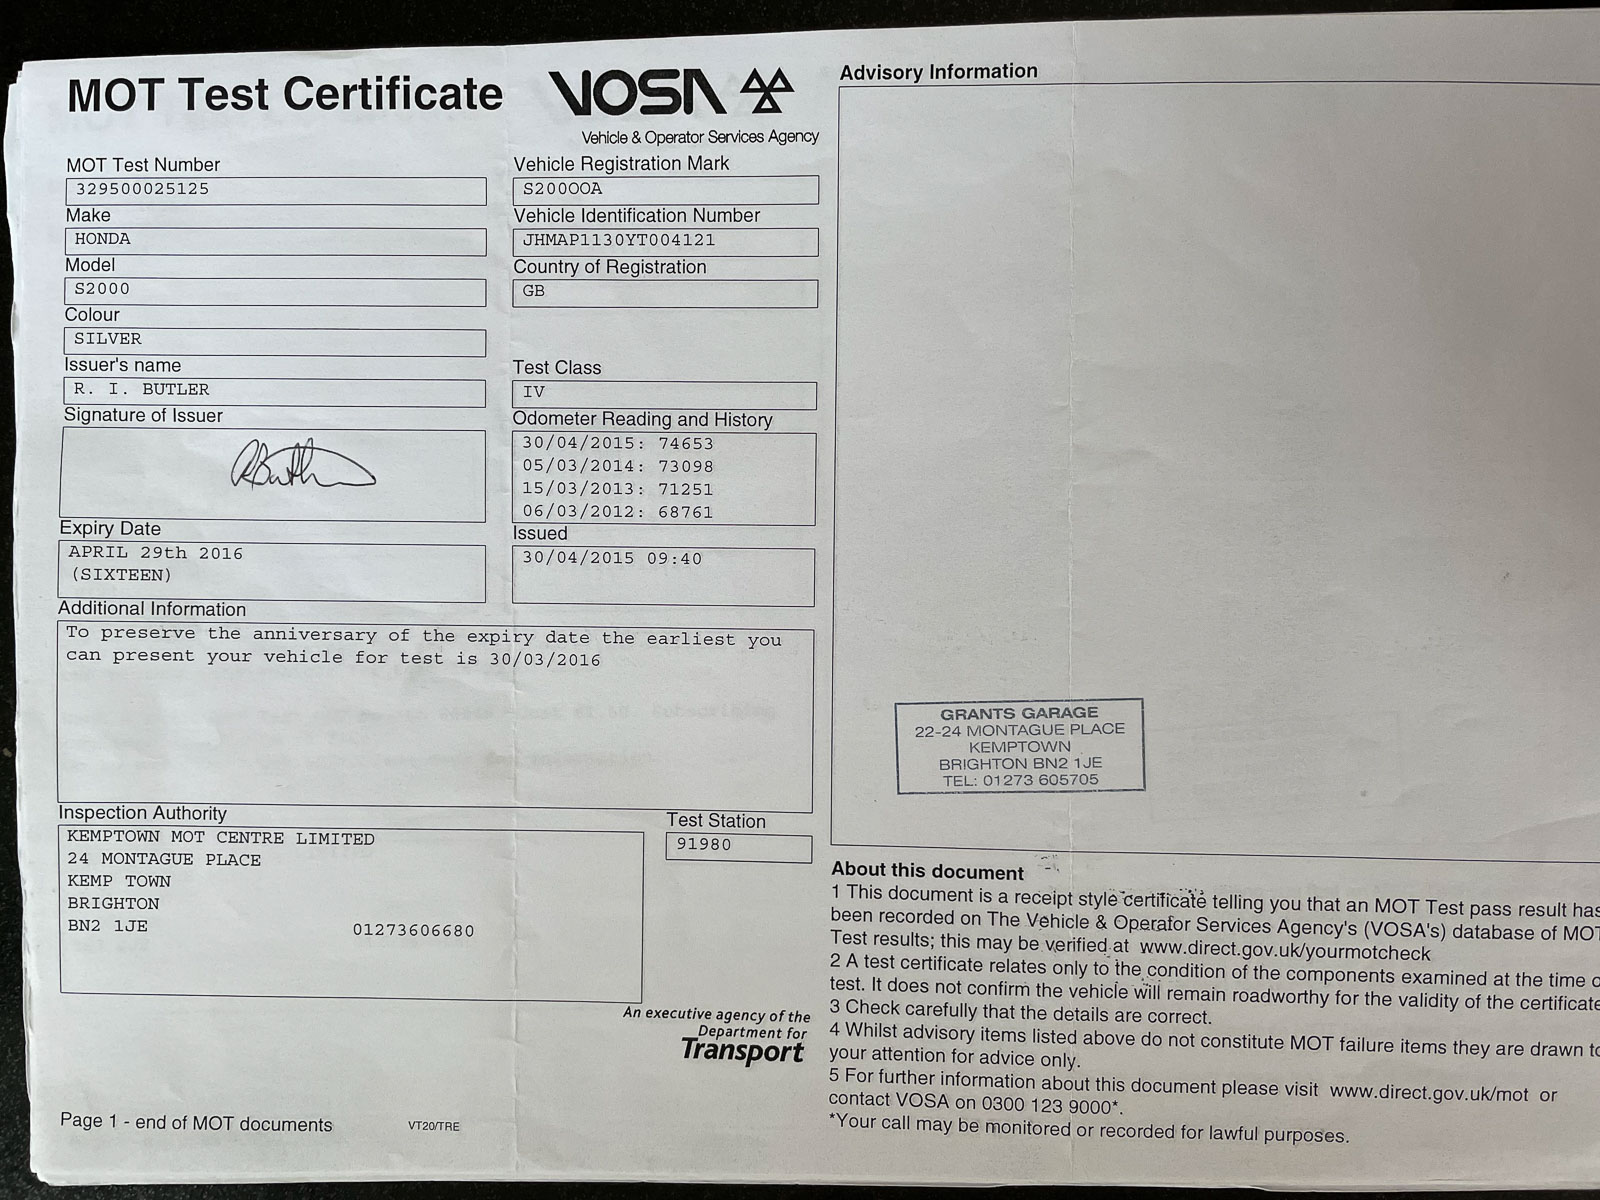 MOT Test Certificate
VOSA
Vehicle & Operator Services Agency
MOT Test Number
329500025125
Make
HONDA
Model
S2000
Colour
SILVER
Issuer's name
R. I. BUTLER
Signature of Issuer
Expiry Date
APRIL 29th 2016
(SIXTEEN)
Vehicle Registration Mark
S2000OA
Vehicle Identification Number
JHMAP1130YT004121
Country of Registration
GB
Test Class
IV
Odometer Reading and History
30/04/2015: 74653
05/03/2014: 73098
15/03/2013: 71251
06/03/2012: 68761
Issued
30/04/2015 09:40
Additional Information
To preserve the anniversary of the expiry date the earliest you
can present your vehicle for test is 30/03/2016
Inspection Authority
KEMPTOWN MOT CENTRE LIMITED
24 MONTAGUE PLACE
KEMP TOWN
BRIGHTON
BN2 1JE 01273606680
Test Station
91980
An executive agency of the
Department for
Transport
Page 1 - end of MOT documents VT20/TRE
Advisory Information
GRANTS GARAGE
22-24 MONTAGUE PLACE
KEMPTOWN
BRIGHTON BN2 1JE
TEL: 01273 605705
About this document
1 This document is a receipt style certificate telling you that an MOT Test pass result has
been recorded on The Vehicle & Operator Services Agency's (VOSA's) database of MOT
Test results; this may be verified at www.direct.gov.uk/yourmotcheck
2 A test certificate relates only to the condition of the components examined at the time o
test. It does not confirm the vehicle will remain roadworthy for the validity of the certificate
3 Check carefully that the details are correct.
4 Whilst advisory items listed above do not constitute MOT failure items they are drawn to
your attention for advice only.
5 For further information about this document please visit www.direct.gov.uk/mot or
contact VOSA on 0300 123 9000*.
*Your call may be monitored or recorded for lawful purposes.